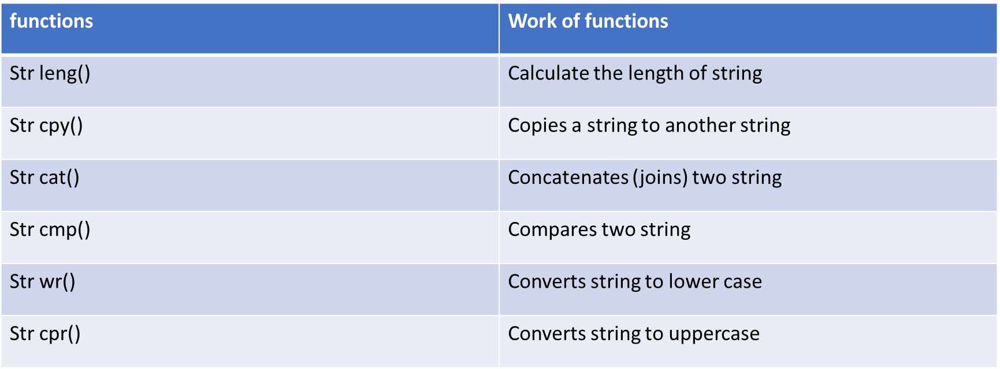 functions Work of functions
Str leng() Calculate the length of string
Str cpy() Copies a string to another string
Str cat() Concatenates (joins) two string
Str cmp() Compares two string
Str wr() Converts string to lower case
Str cpr() Converts string to uppercase